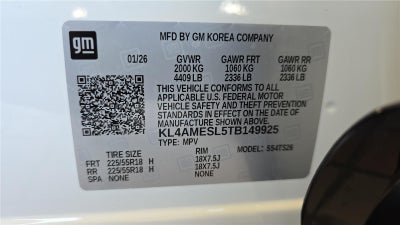 gm
MFD BY GM KOREA COMPANY
01/26 GVWR GAWR FRT GAWR RR
2000 KG 1060 KG 1060 KG
4409 LB 2336 LB 2336 LB
THIS VEHICLE CONFORMS TO ALL
APPLICABLE U.S. FEDERAL MOTOR
VEHICLE SAFETY AND BUMPER
STANDARDS IN EFFECT ON THE DATE OF
MANUFACTURE SHOWN ABOVE.
KL4AMESL5TB149925
TYPE: MPV MODEL: 5S4TS26
TIRE SIZE RIM
FRT 225/55R18 H 18X7.5J
RR 225/55R18 H 18X7.5J
SPA NONE NONE